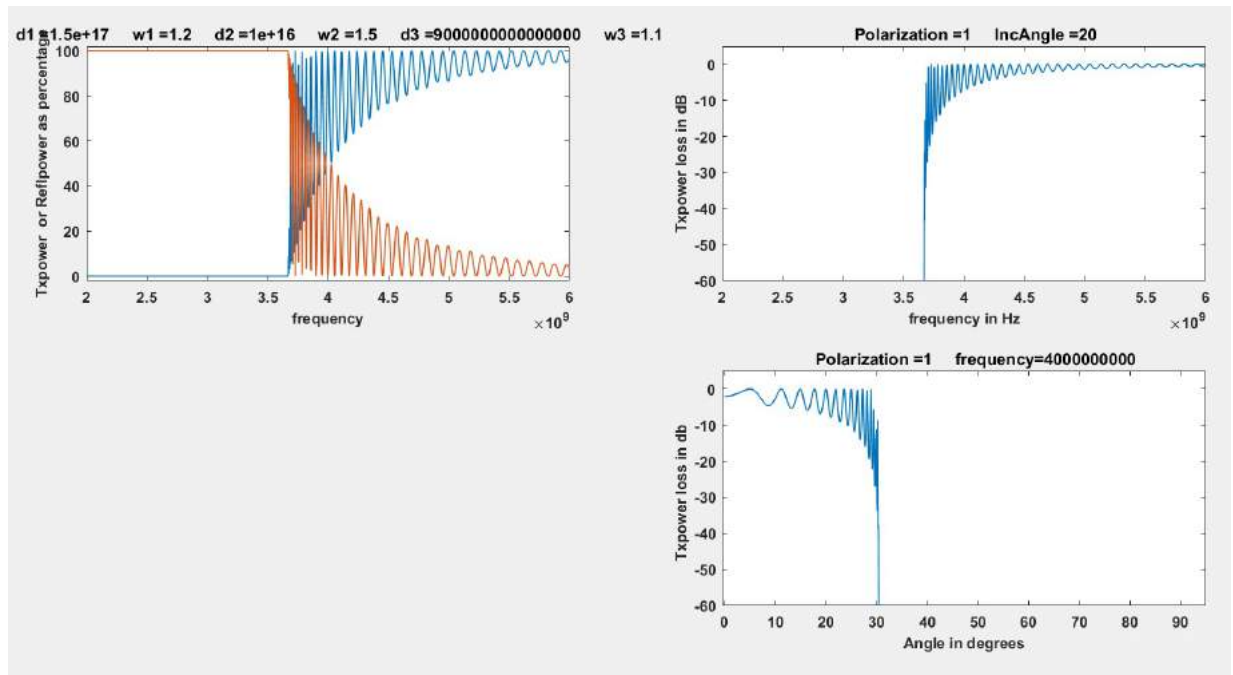 d1 =1.5e+17 w1 =1.2 d2 =1e+16 w2 =1.5 d3 =9000000000000000 w3 =1.1
Txpower or Reflpower as percentage
100
80
60
40
20
0
2 2.5 3 3.5 4 4.5 5 5.5 6
frequency
×10⁹
Polarization =1 IncAngle =20
Txpower loss in dB
0
-10
-20
-30
-40
-50
-60
2 2.5 3 3.5 4 4.5 5 5.5 6
frequency in Hz
×10⁹
Polarization =1 frequency=4000000000
Txpower loss in db
0
-10
-20
-30
-40
-50
-60
0 10 20 30 40 50 60 70 80 90
Angle in degrees